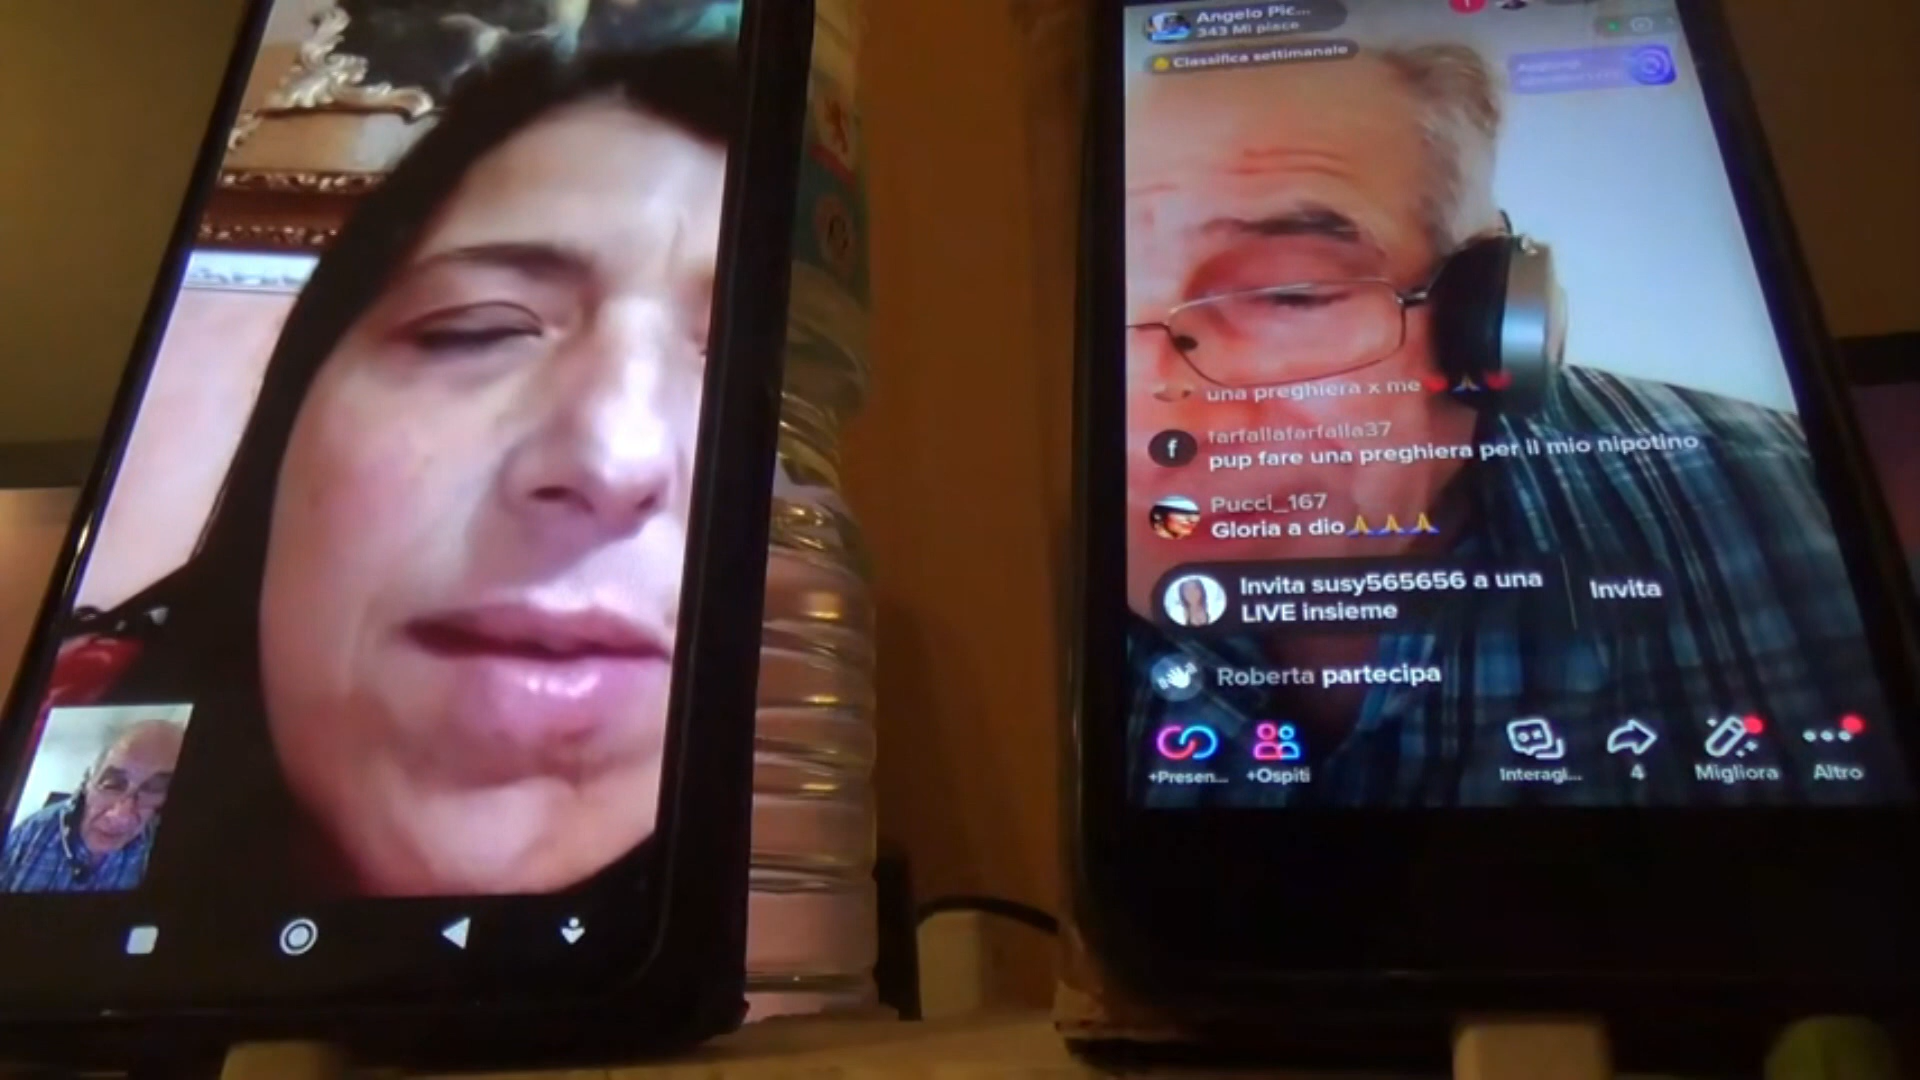 Angelo Pic...
343 Mi piace
Classifica settimanale
una preghiera x me ❤️🙏❤️
farfallafarfalla37
pup fare una preghiera per il mio nipotino
Pucci_167
Gloria a dio🙏🙏🙏
Invita susy565656 a una
LIVE insieme
Invita
Roberta partecipa
+Presen...
+Ospiti
Interagi...
4
Migliora
Altro